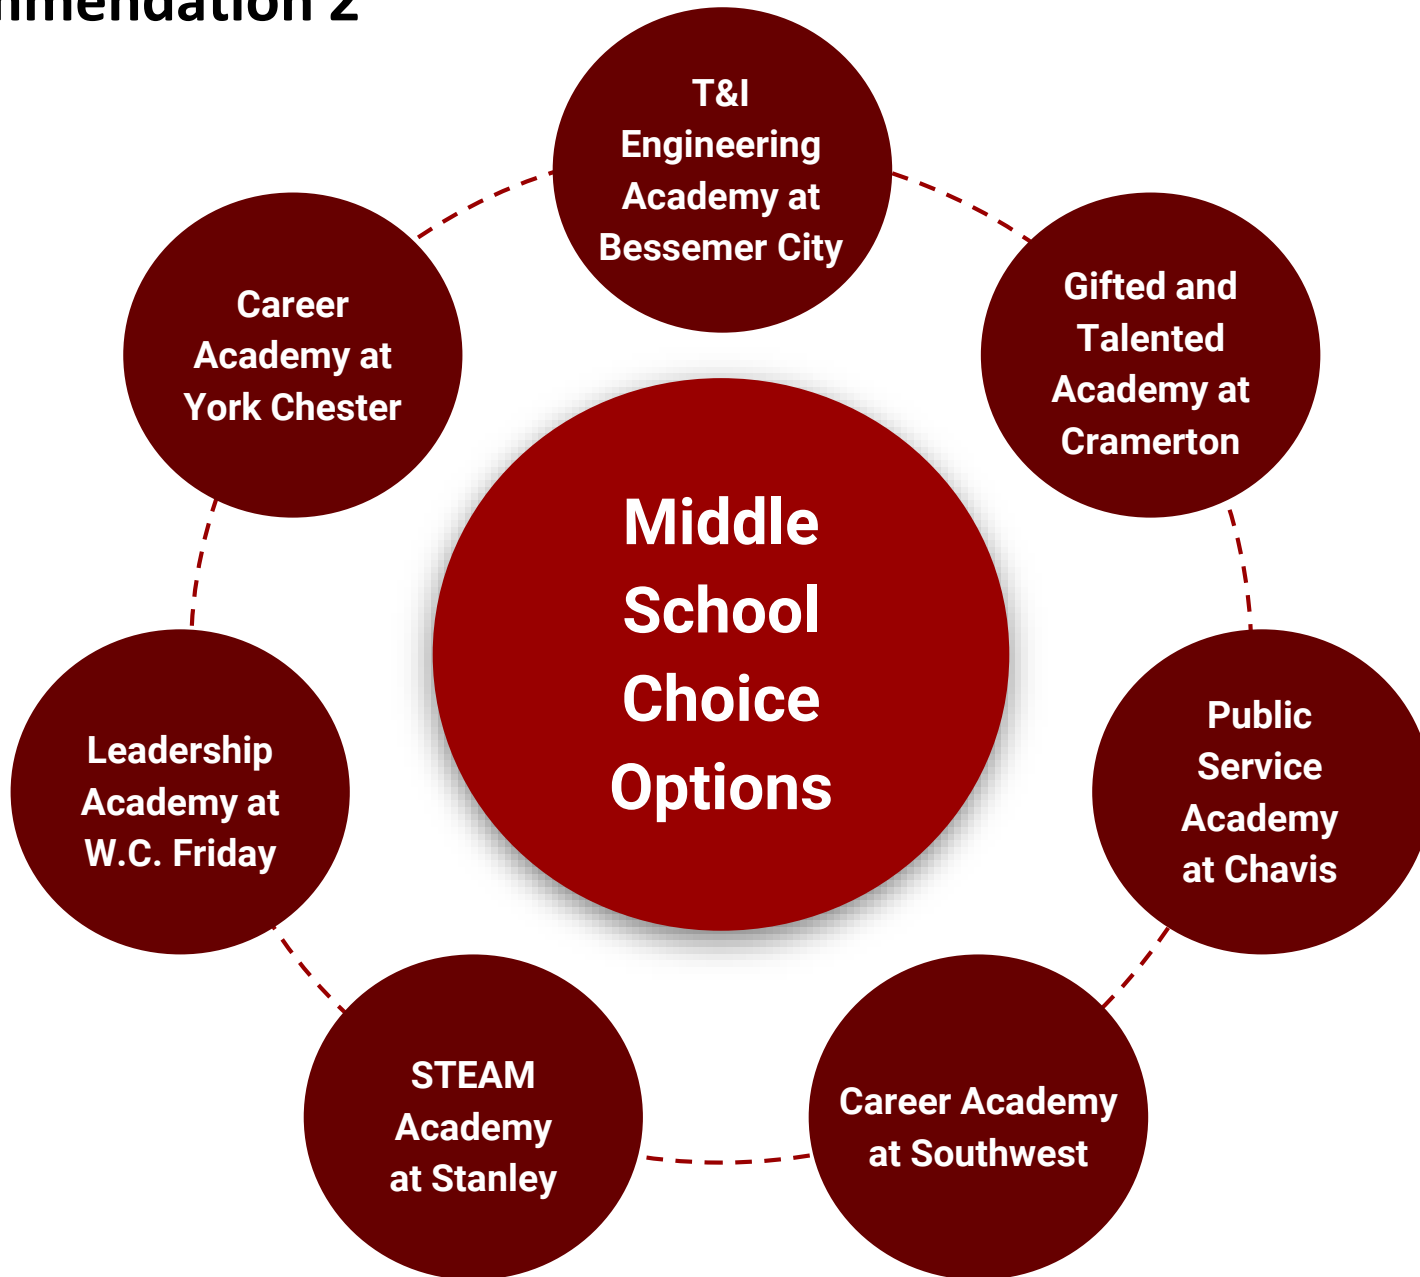 2
T&I
Engineering
Academy at
Bessemer City
Gifted and
Talented
Academy at
Cramerton
Public
Service
Academy
at Chavis
Career Academy
at Southwest
STEAM
Academy
at Stanley
Leadership
Academy at
W.C. Friday
Career
Academy at
York Chester
Middle
School
Choice
Options